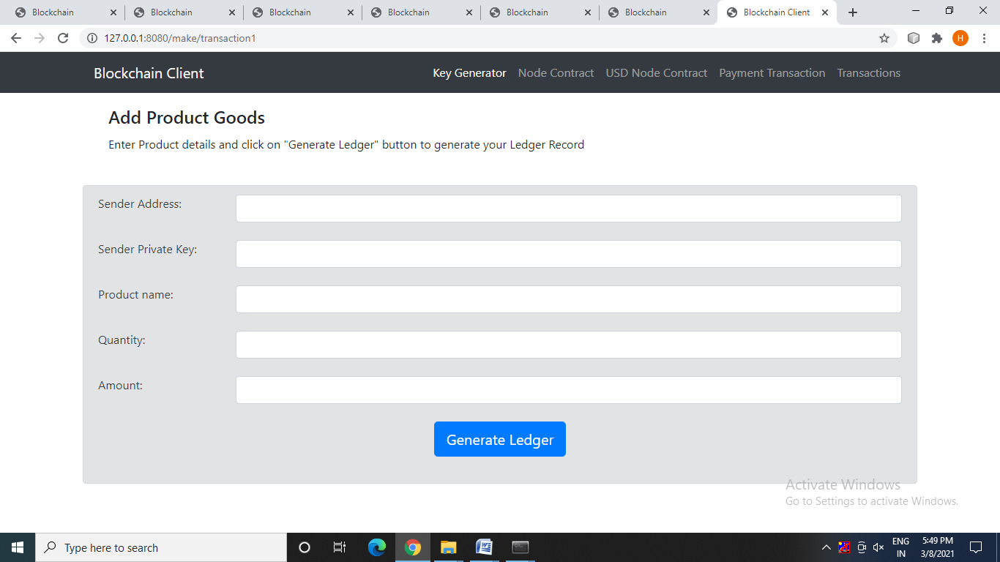 Blockchain Blockchain Blockchain Blockchain Blockchain Blockchain Blockchain Client
127.0.0.1:8080/make/transaction1
H
Blockchain Client Key Generator Node Contract USD Node Contract Payment Transaction Transactions
Add Product Goods
Enter Product details and click on "Generate Ledger" button to generate your Ledger Record
Sender Address:
Sender Private Key:
Product name:
Quantity:
Amount:
Generate Ledger
Activate Windows
Go to Settings to activate Windows.
Type here to search
ENG
IN
5:49 PM
3/8/2021